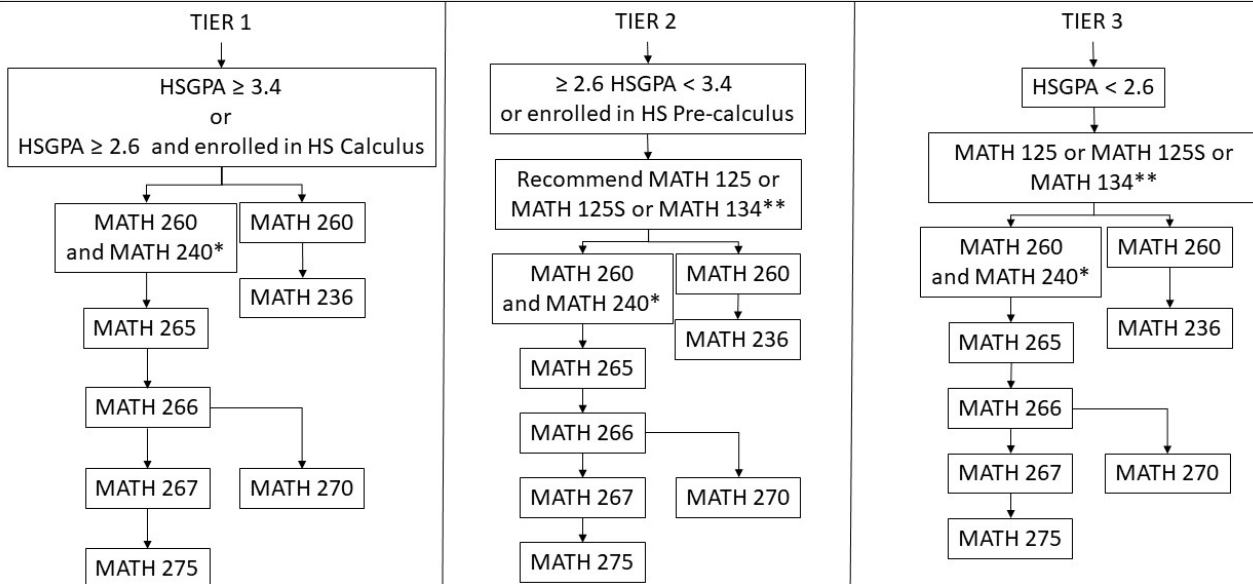 TIER 1
HSGPA ≥ 3.4
or
HSGPA ≥ 2.6 and enrolled in HS Calculus
MATH 260
and MATH 240*
MATH 260
MATH 236
MATH 265
MATH 266
MATH 267
MATH 270
MATH 275
TIER 2
≥ 2.6 HSGPA < 3.4
or enrolled in HS Pre-calculus
Recommend MATH 125 or
MATH 125S or MATH 134**
MATH 260
and MATH 240*
MATH 260
MATH 236
MATH 265
MATH 266
MATH 267
MATH 270
MATH 275
TIER 3
HSGPA < 2.6
MATH 125 or MATH 125S or
MATH 134**
MATH 260
and MATH 240*
MATH 260
MATH 236
MATH 265
MATH 266
MATH 267
MATH 270
MATH 275